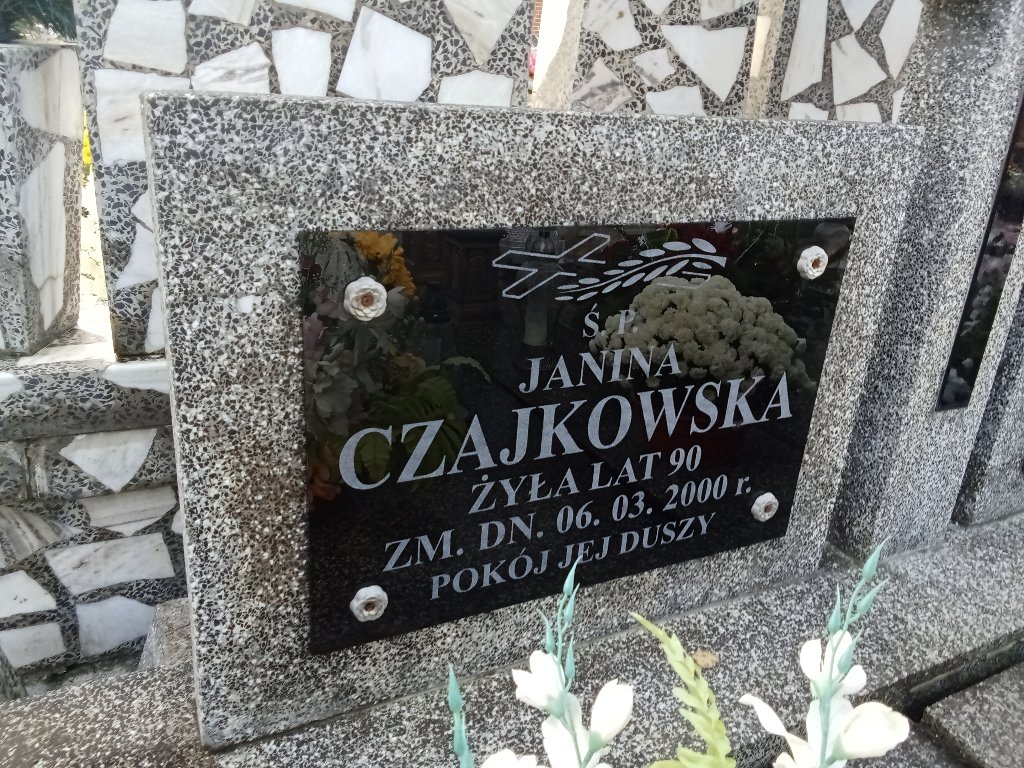 Ś. P.
JANINA
CZAJKOWSKA
ŻYŁA LAT 90
ZM. DN. 06. 03. 2000 r.
POKÓJ JEJ DUSZY